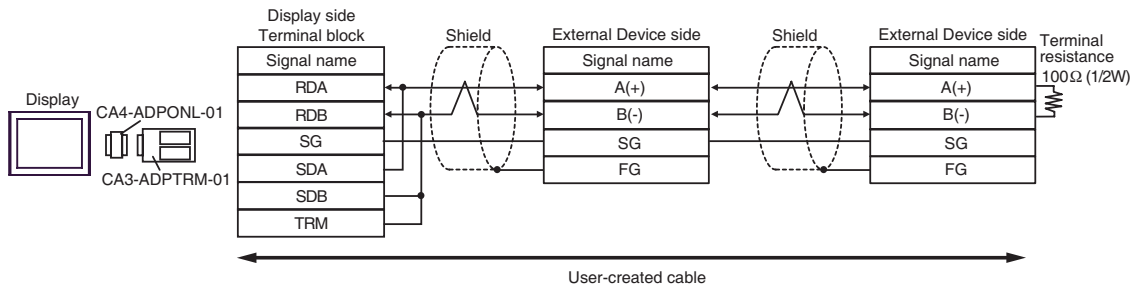 Display side
Terminal block
Shield
External Device side
Shield
External Device side
Terminal
resistance
100Ω (1/2W)
Signal name
Signal name
Signal name
RDA
A(+)
A(+)
Display
CA4-ADPONL-01
RDB
B(-)
B(-)
SG
SG
SG
CA3-ADPTRM-01
SDA
FG
FG
SDB
TRM
User-created cable